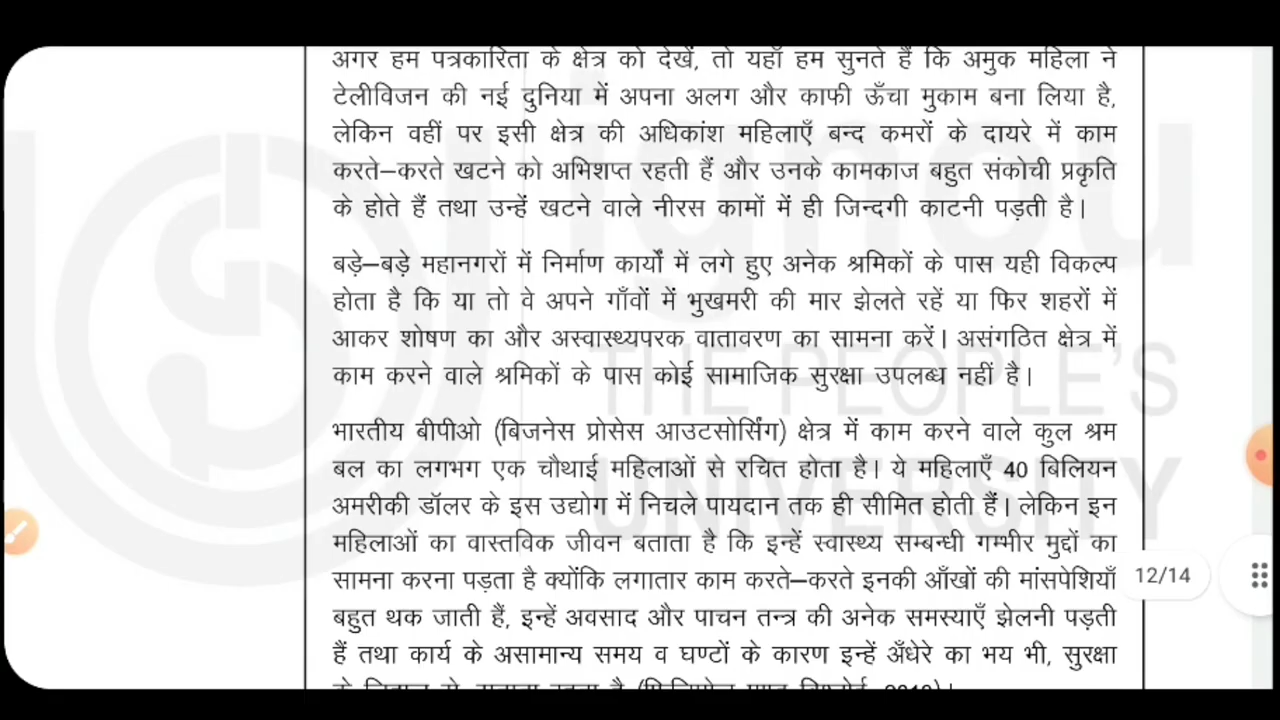 अगर हम पत्रकारिता के क्षेत्र को देखें, तो यहाँ हम सुनते हैं कि अमुक महिला ने
टेलीविजन की नई दुनिया में अपना अलग और काफी ऊँचा मुकाम बना लिया है,
लेकिन वहीं पर इसी क्षेत्र की अधिकांश महिलाएँ बन्द कमरों के दायरे में काम
करते–करते खटने को अभिशप्त रहती हैं और उनके कामकाज बहुत संकोची प्रकृति
के होते हैं तथा उन्हें खटने वाले नीरस कामों में ही जिन्दगी काटनी पड़ती है।
बड़े–बड़े महानगरों में निर्माण कार्यों में लगे हुए अनेक श्रमिकों के पास यही विकल्प
होता है कि या तो वे अपने गाँवों में भुखमरी की मार झेलते रहें या फिर शहरों में
आकर शोषण का और अस्वास्थ्यपरक वातावरण का सामना करें। असंगठित क्षेत्र में
काम करने वाले श्रमिकों के पास कोई सामाजिक सुरक्षा उपलब्ध नहीं है।
भारतीय बीपीओ (बिजनेस प्रोसेस आउटसोर्सिंग) क्षेत्र में काम करने वाले कुल श्रम
बल का लगभग एक चौथाई महिलाओं से रचित होता है। ये महिलाएँ 40 बिलियन
अमरीकी डॉलर के इस उद्योग में निचले पायदान तक ही सीमित होती हैं। लेकिन इन
महिलाओं का वास्तविक जीवन बताता है कि इन्हें स्वास्थ्य सम्बन्धी गम्भीर मुद्दों का
सामना करना पड़ता है क्योंकि लगातार काम करते–करते इनकी आँखों की मांसपेशियाँ
बहुत थक जाती हैं, इन्हें अवसाद और पाचन तन्त्र की अनेक समस्याएँ झेलनी पड़ती
हैं तथा कार्य के असामान्य समय व घण्टों के कारण इन्हें अँधेरे का भय भी, सुरक्षा
12/14
ignou
THE PEOPLE'S
UNIVERSITY